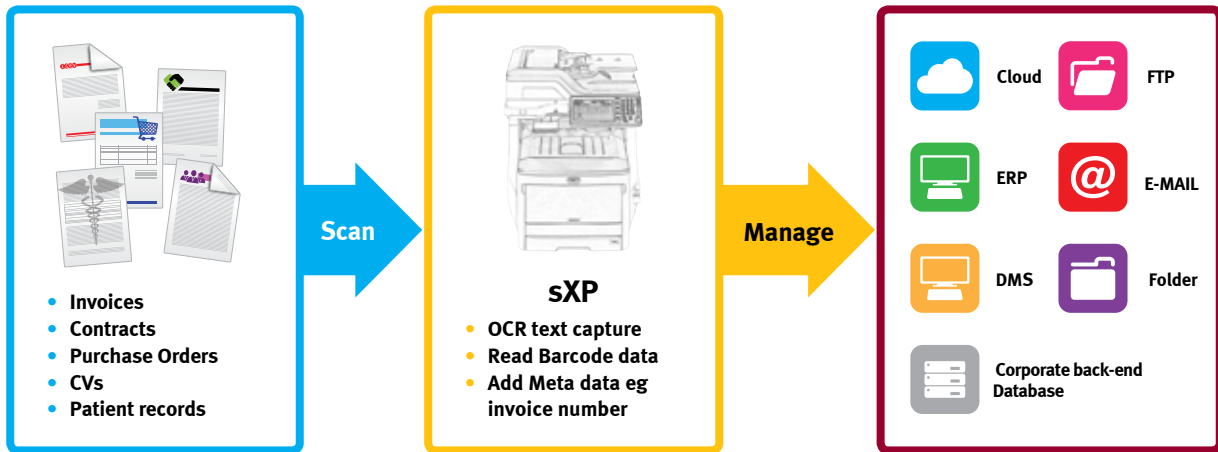 Invoices
Contracts
Purchase Orders
CVs
Patient records
Scan
sXP
OCR text capture
Read Barcode data
Add Meta data eg
invoice number
Manage
Cloud
FTP
ERP
@
E-MAIL
DMS
Folder
Corporate back-end
Database